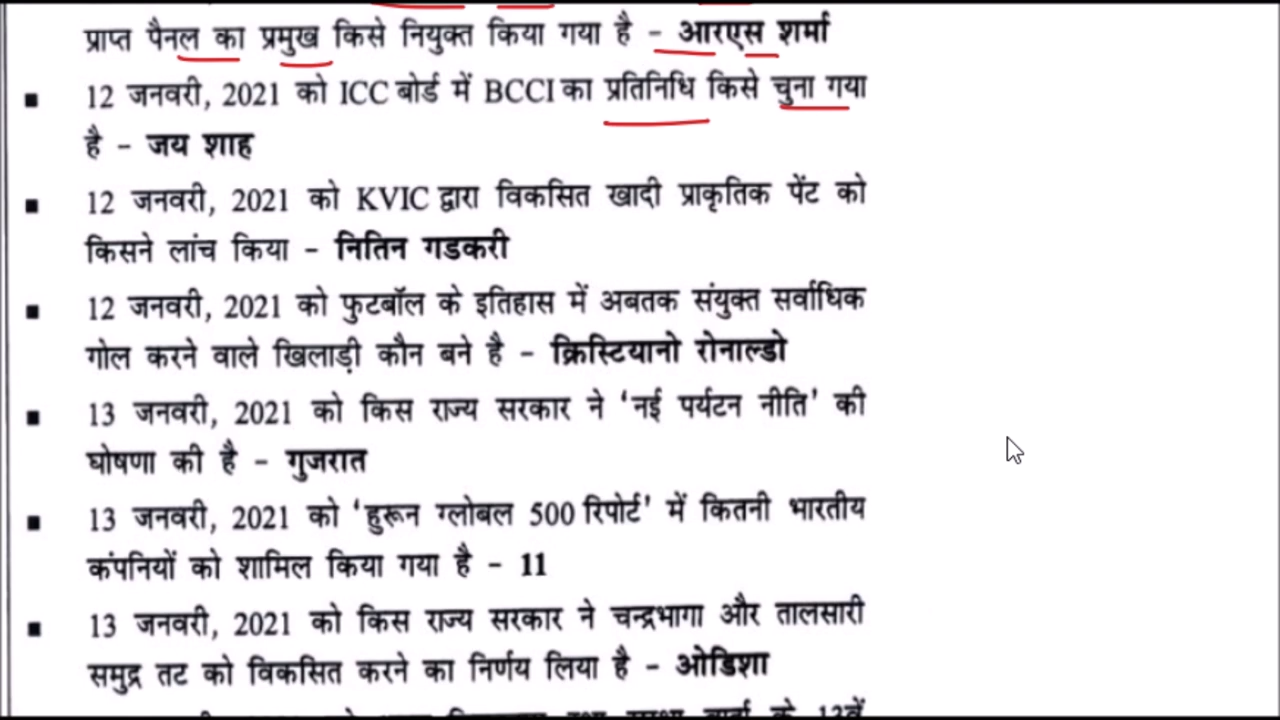 प्राप्त पैनल का प्रमुख किसे नियुक्त किया गया है - आरएस शर्मा
■ 12 जनवरी, 2021 को ICC बोर्ड में BCCI का प्रतिनिधि किसे चुना गया
है - जय शाह
■ 12 जनवरी, 2021 को KVIC द्वारा विकसित खादी प्राकृतिक पेंट को
किसने लांच किया - नितिन गडकरी
■ 12 जनवरी, 2021 को फुटबॉल के इतिहास में अबतक संयुक्त सर्वाधिक
गोल करने वाले खिलाड़ी कौन बने है - क्रिस्टियानो रोनाल्डो
■ 13 जनवरी, 2021 को किस राज्य सरकार ने ‘नई पर्यटन नीति’ की
घोषणा की है - गुजरात
■ 13 जनवरी, 2021 को ‘हुरून ग्लोबल 500 रिपोर्ट’ में कितनी भारतीय
कंपनियों को शामिल किया गया है - 11
■ 13 जनवरी, 2021 को किस राज्य सरकार ने चन्द्रभागा और तालसारी
समुद्र तट को विकसित करने का निर्णय लिया है - ओडिशा